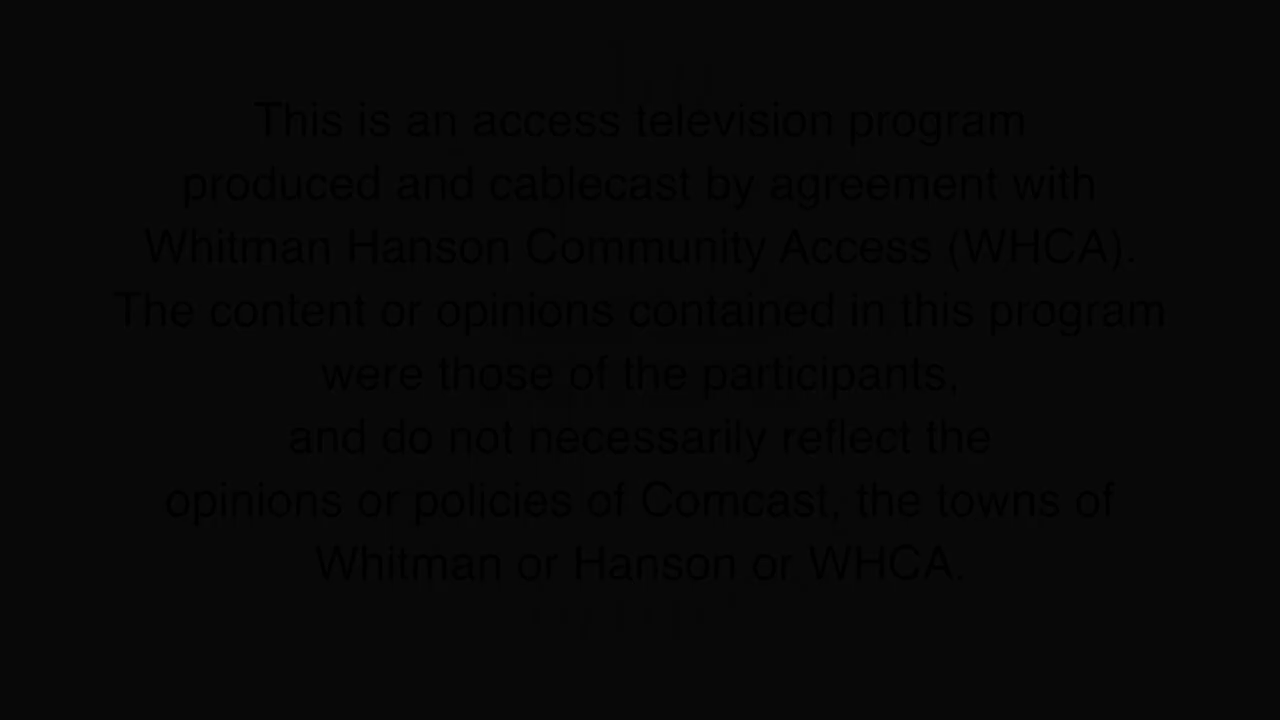 This is an access television program
produced and cablecast by agreement with
Whitman Hanson Community Access (WHCA).
The content or opinions contained in this program
were those of the participants,
and do not necessarily reflect the
opinions or policies of Comcast, the towns of
Whitman or Hanson or WHCA.